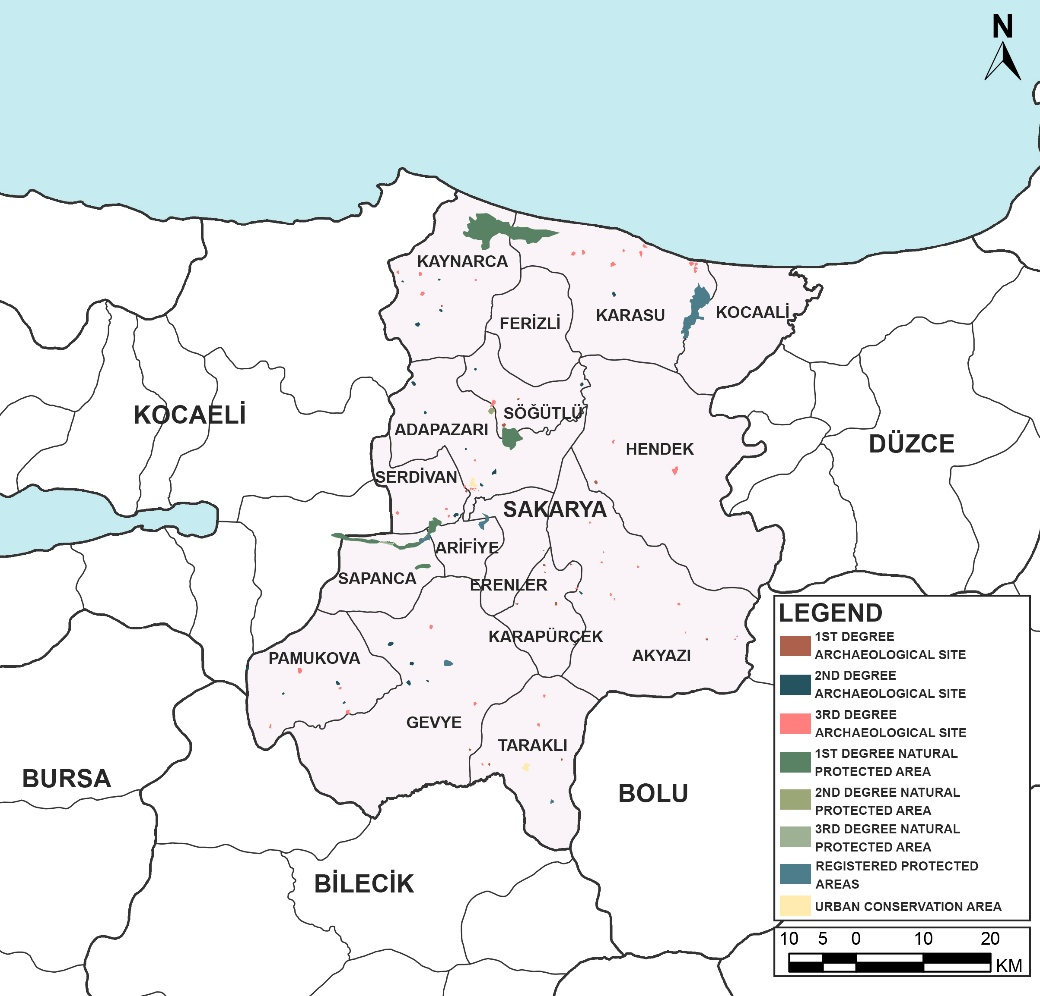 N
KAYNARCA
FERİZLİ
KARASU
KOCAALİ
KOCAELİ
ADAPAZARI
SÖĞÜTLÜ
HENDEK
DÜZCE
SERDİVAN
SAKARYA
ARİFİYE
SAPANCA
ERENLER
KARAPÜRÇEK
PAMUKOVA
AKYAZI
GEVYE
TARAKLI
BURSA
BOLU
BİLECİK
LEGEND
1ST DEGREE
ARCHAEOLOGICAL SITE
2ND DEGREE
ARCHAEOLOGICAL SITE
3RD DEGREE
ARCHAEOLOGICAL SITE
1ST DEGREE NATURAL
PROTECTED AREA
2ND DEGREE NATURAL
PROTECTED AREA
3RD DEGREE NATURAL
PROTECTED AREA
REGISTERED PROTECTED
AREAS
URBAN CONSERVATION AREA
10 5 0 10 20
KM